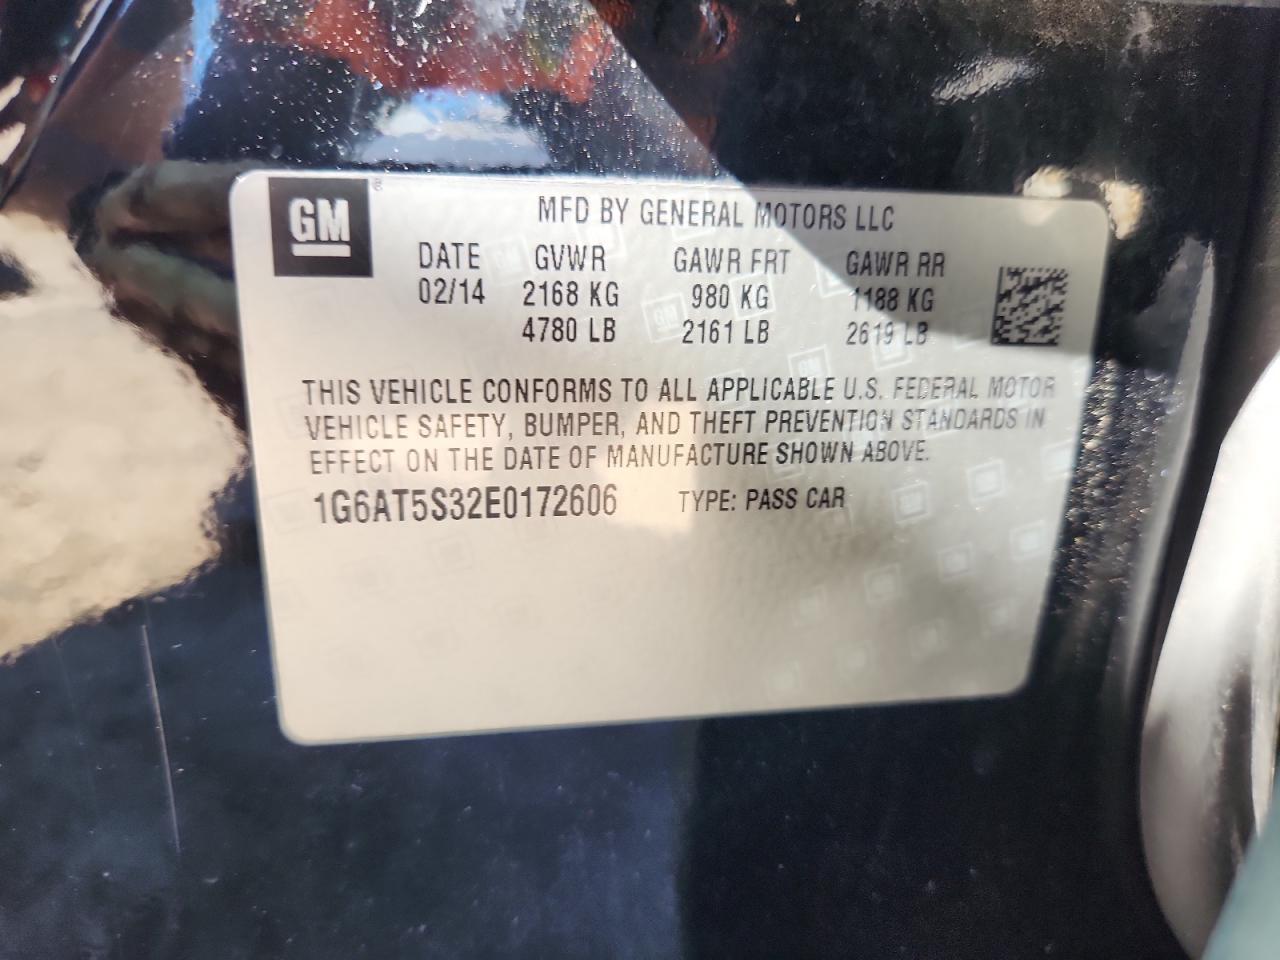 GM ®
MFD BY GENERAL MOTORS LLC
DATE GVWR GAWR FRT GAWR RR
02/14 2168 KG 980 KG 1188 KG
4780 LB 2161 LB 2619 LB
THIS VEHICLE CONFORMS TO ALL APPLICABLE U.S. FEDERAL MOTOR
VEHICLE SAFETY, BUMPER, AND THEFT PREVENTION STANDARDS IN
EFFECT ON THE DATE OF MANUFACTURE SHOWN ABOVE.
1G6AT5S32E0172606 TYPE: PASS CAR